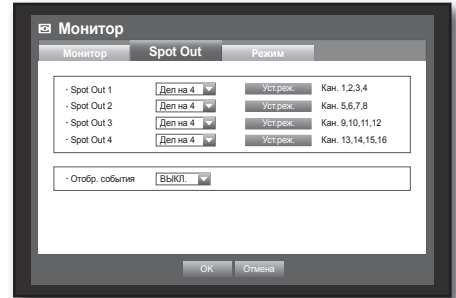 Монитор
Монитор Spot Out Режим
· Spot Out 1 Дел на 4 Уст.реж. Кан. 1,2,3,4
· Spot Out 2 Дел на 4 Уст.реж. Кан. 5,6,7,8
· Spot Out 3 Дел на 4 Уст.реж. Кан. 9,10,11,12
· Spot Out 4 Дел на 4 Уст.реж. Кан. 13,14,15,16
· Отобр. события ВЫКЛ.
OK Отмена